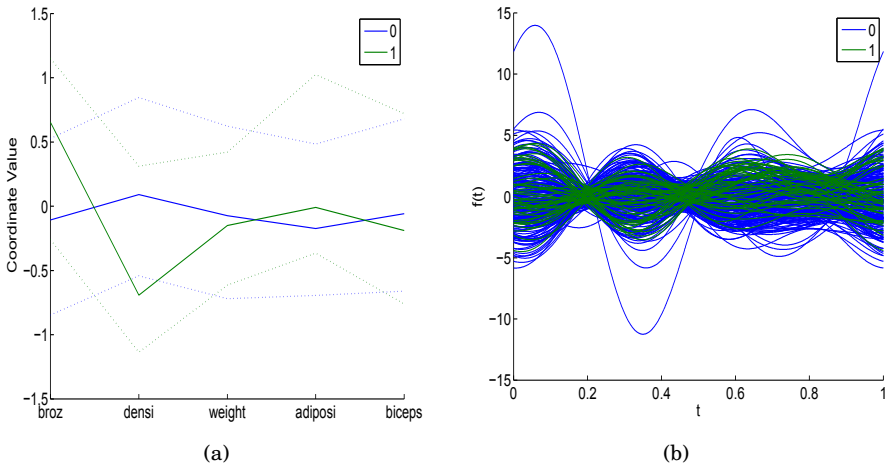 1.5
1
0.5
0
−0.5
−1
−1.5
Coordinate Value
broz densi weight adiposi biceps
0
1
(a)
15
10
5
0
−5
−10
−15
f(t)
0 0.2 0.4 0.6 0.8 1
t
0
1
(b)